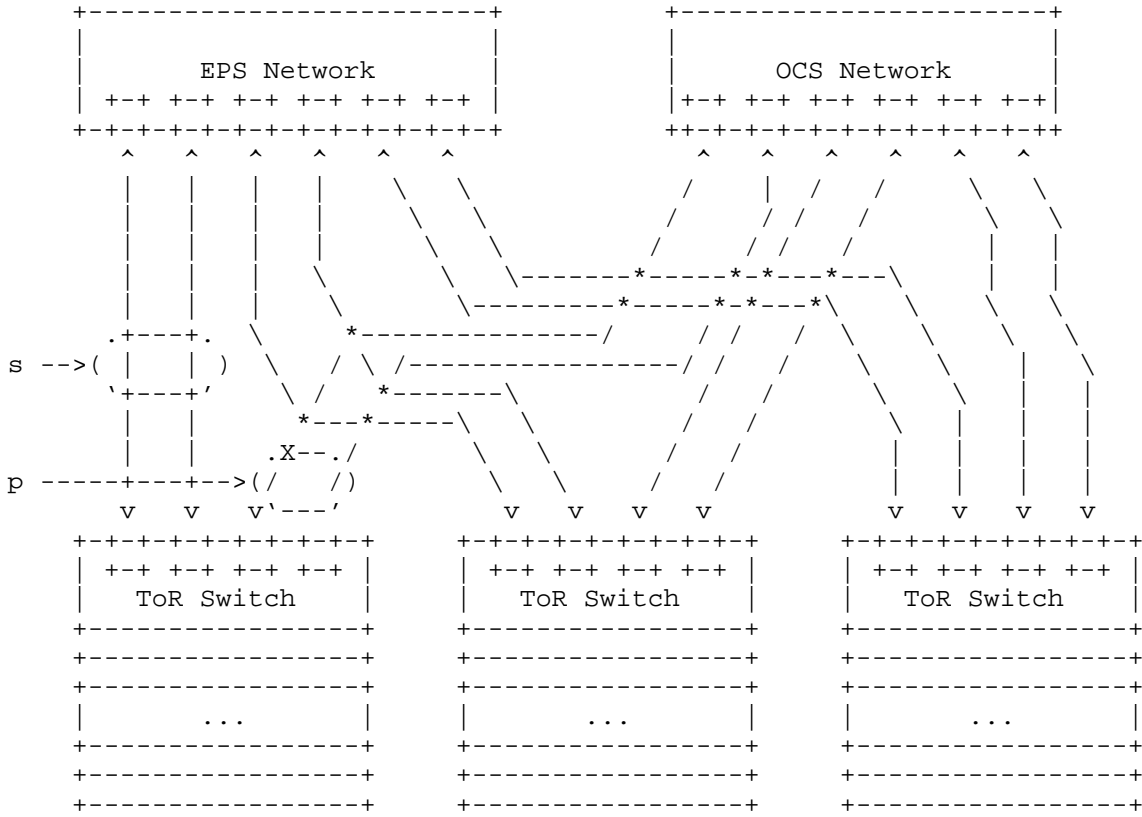 EPS Network OCS Network
s
p
ToR Switch ToR Switch ToR Switch
... ... ...